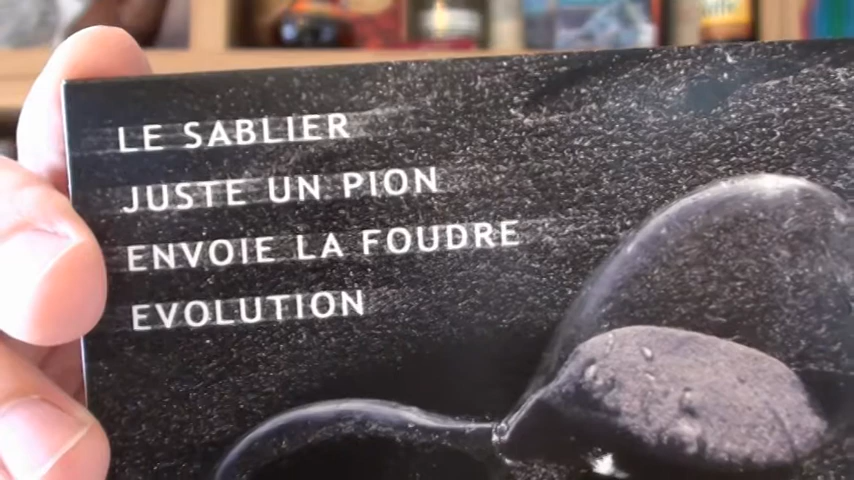 LE SABLIER
JUSTE UN PION
ENVOIE LA FOUDRE
EVOLUTION